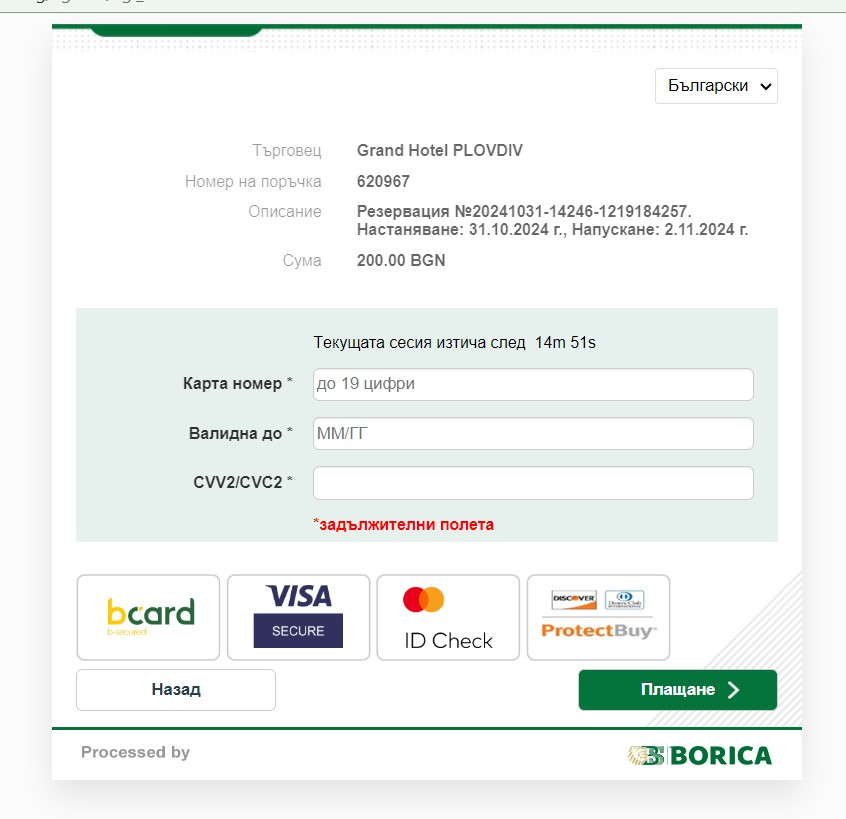 Български
Търговец Grand Hotel PLOVDIV
Номер на поръчка 620967
Описание Резервация №20241031-14246-1219184257.
Настаняване: 31.10.2024 г., Напускане: 2.11.2024 г.
Сума 200.00 BGN
Текущата сесия изтича след 14m 51s
Карта номер * до 19 цифри
Валидна до * ММ/ГГ
CVV2/CVC2 *
*задължителни полета
bcard
b-secured
VISA
SECURE
ID Check
DISCOVER
Diners Club
INTERNATIONAL
ProtectBuy
Назад
Плащане
Processed by
BORICA